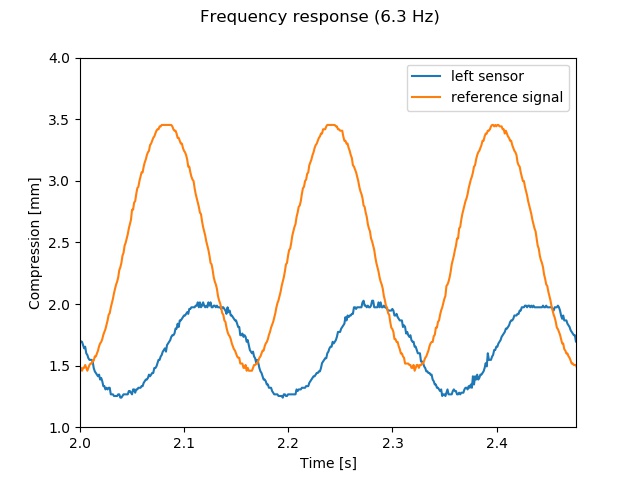 Frequency response (6.3 Hz)
left sensor
reference signal
Compression [mm]
4.0
3.5
3.0
2.5
2.0
1.5
1.0
2.0
2.1
2.2
2.3
2.4
Time [s]